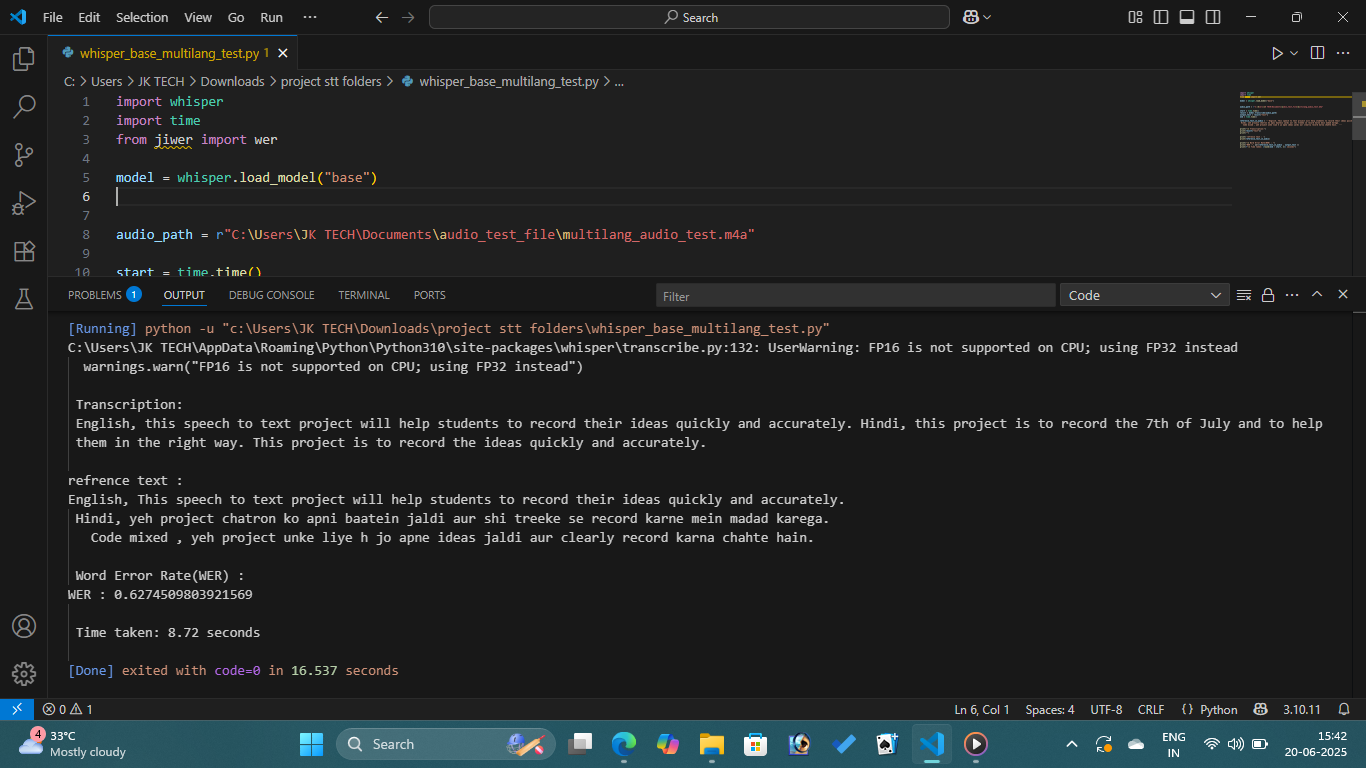 File Edit Selection View Go Run ··· Search
whisper_base_multilang_test.py 1
C: > Users > JK TECH > Downloads > project stt folders > whisper_base_multilang_test.py > ...
1 import whisper
2 import time
3 from jiwer import wer
4
5 model = whisper.load_model("base")
6
7
8 audio_path = r"C:\Users\JK TECH\Documents\audio_test_file\multilang_audio_test.m4a"
9
10 start = time.time()
PROBLEMS 1 OUTPUT DEBUG CONSOLE TERMINAL PORTS Filter Code
[Running] python -u "c:\Users\JK TECH\Downloads\project stt folders\whisper_base_multilang_test.py"
C:\Users\JK TECH\AppData\Roaming\Python\Python310\site-packages\whisper\transcribe.py:132: UserWarning: FP16 is not supported on CPU; using FP32 instead
warnings.warn("FP16 is not supported on CPU; using FP32 instead")
Transcription:
English, this speech to text project will help students to record their ideas quickly and accurately. Hindi, this project is to record the 7th of July and to help
them in the right way. This project is to record the ideas quickly and accurately.
refrence text :
English, This speech to text project will help students to record their ideas quickly and accurately.
Hindi, yeh project chatron ko apni baatein jaldi aur shi treeke se record karne mein madad karega.
Code mixed , yeh project unke liye h jo apne ideas jaldi aur clearly record karna chahte hain.
Word Error Rate(WER) :
WER : 0.6274509803921569
Time taken: 8.72 seconds
[Done] exited with code=0 in 16.537 seconds
0 1 Ln 6, Col 1 Spaces: 4 UTF-8 CRLF {} Python 3.10.11
4 33°C Search ENG 15:42
Mostly cloudy IN 20-06-2025